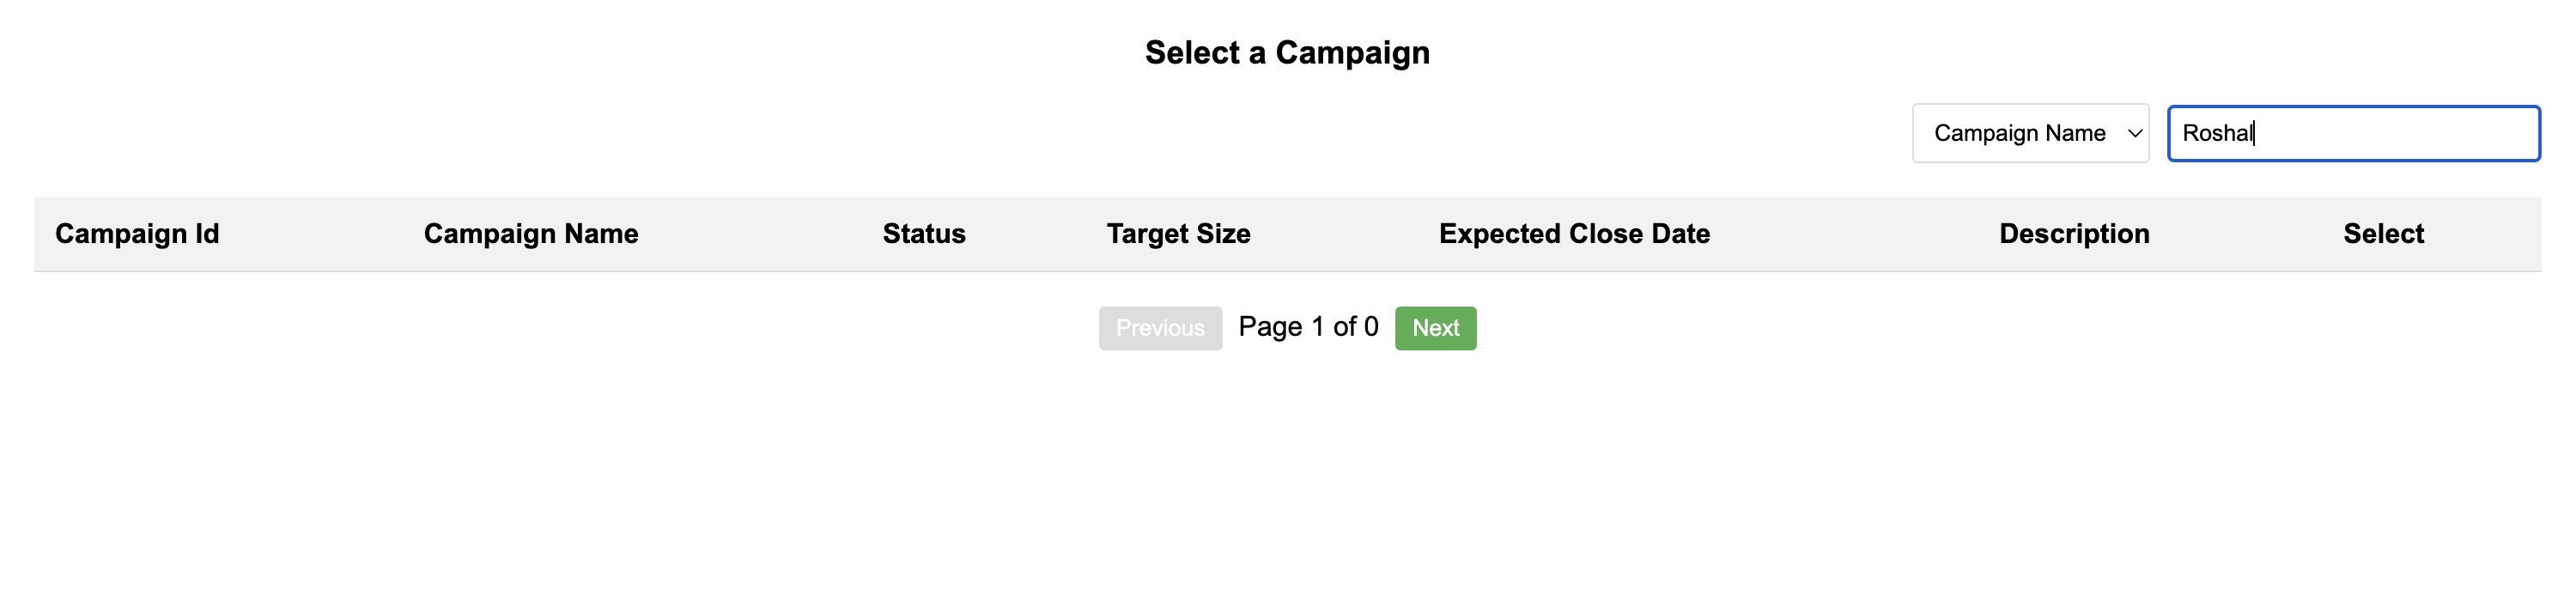 Select a Campaign
Campaign Name Roshal
Campaign Id Campaign Name Status Target Size Expected Close Date Description Select
Previous Page 1 of 0 Next